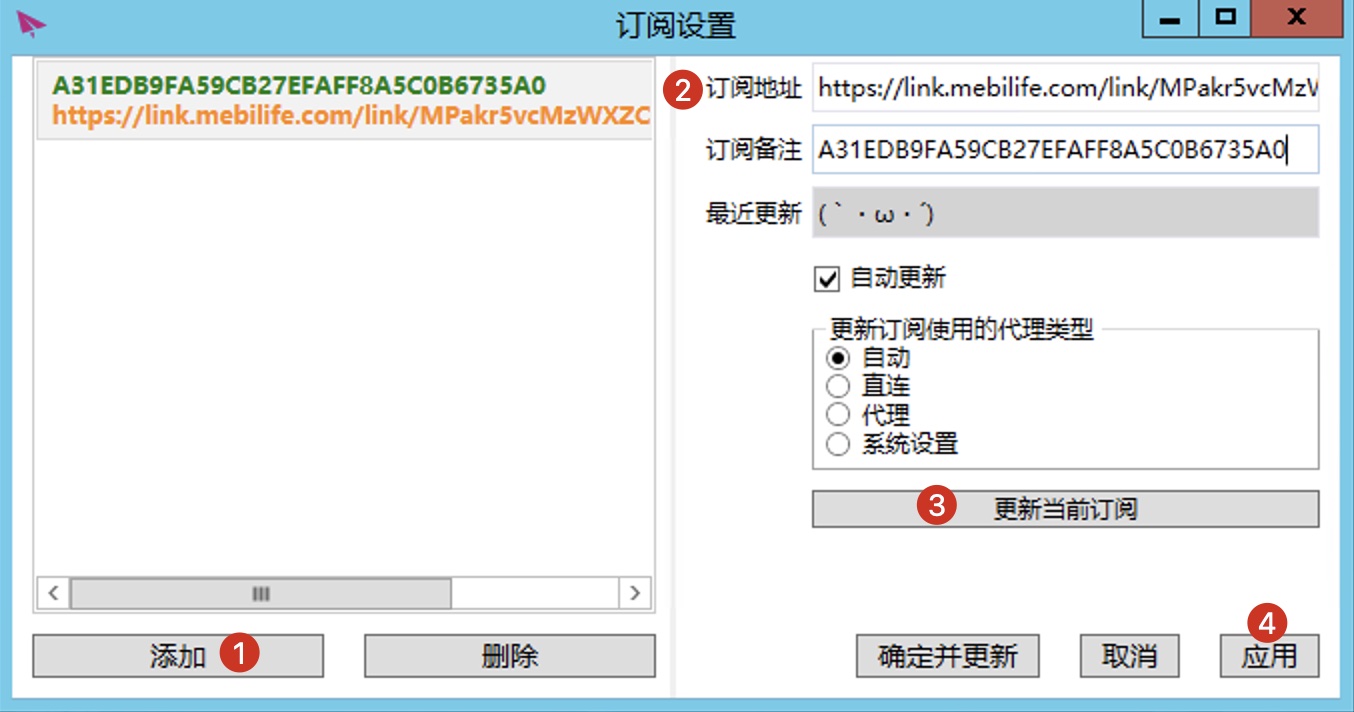 订阅设置
A31EDB9FA59CB27EFAFF8A5C0B6735A0
https://link.mebilife.com/link/MPakr5vcMzWXZC
添加 1
删除
2 订阅地址 https://link.mebilife.com/link/MPakr5vcMzW
订阅备注 A31EDB9FA59CB27EFAFF8A5C0B6735A0
最近更新 (｀・ω・´)
自动更新
更新订阅使用的代理类型
自动
直连
代理
系统设置
3 更新当前订阅
确定并更新
取消
4
应用